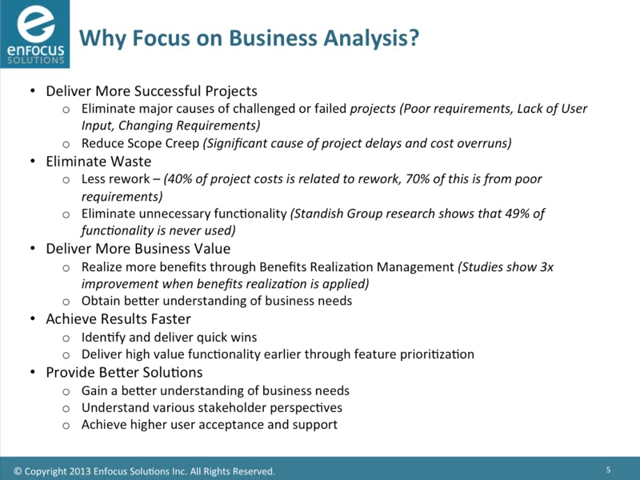 enfocus
SOLUTIONS
Why Focus on Business Analysis?
• Deliver More Successful Projects
o Eliminate major causes of challenged or failed projects (Poor requirements, Lack of User
Input, Changing Requirements)
o Reduce Scope Creep (Significant cause of project delays and cost overruns)
• Eliminate Waste
o Less rework – (40% of project costs is related to rework, 70% of this is from poor
requirements)
o Eliminate unnecessary functionality (Standish Group research shows that 49% of
functionality is never used)
• Deliver More Business Value
o Realize more benefits through Benefits Realization Management (Studies show 3x
improvement when benefits realization is applied)
o Obtain better understanding of business needs
• Achieve Results Faster
o Identify and deliver quick wins
o Deliver high value functionality earlier through feature prioritization
• Provide Better Solutions
o Gain a better understanding of business needs
o Understand various stakeholder perspectives
o Achieve higher user acceptance and support
© Copyright 2013 Enfocus Solutions Inc. All Rights Reserved.
5